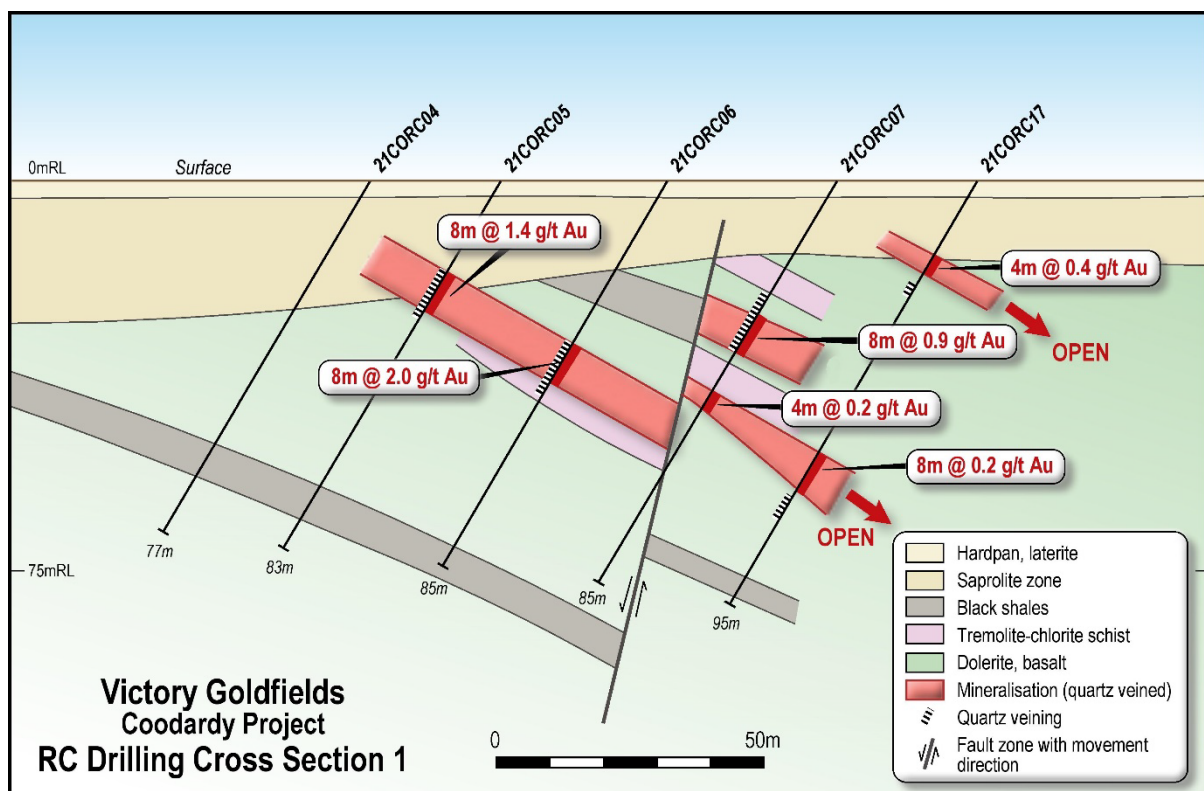 21CORC04
21CORC05
21CORC06
21CORC07
21CORC17
0mRL
Surface
8m @ 1.4 g/t Au
4m @ 0.4 g/t Au
OPEN
8m @ 0.9 g/t Au
8m @ 2.0 g/t Au
4m @ 0.2 g/t Au
8m @ 0.2 g/t Au
OPEN
77m
83m
85m
85m
95m
75mRL
Victory Goldfields
Coodardy Project
RC Drilling Cross Section 1
0
50m
Hardpan, laterite
Saprolite zone
Black shales
Tremolite-chlorite schist
Dolerite, basalt
Mineralisation (quartz veined)
Quartz veining
Fault zone with movement
direction